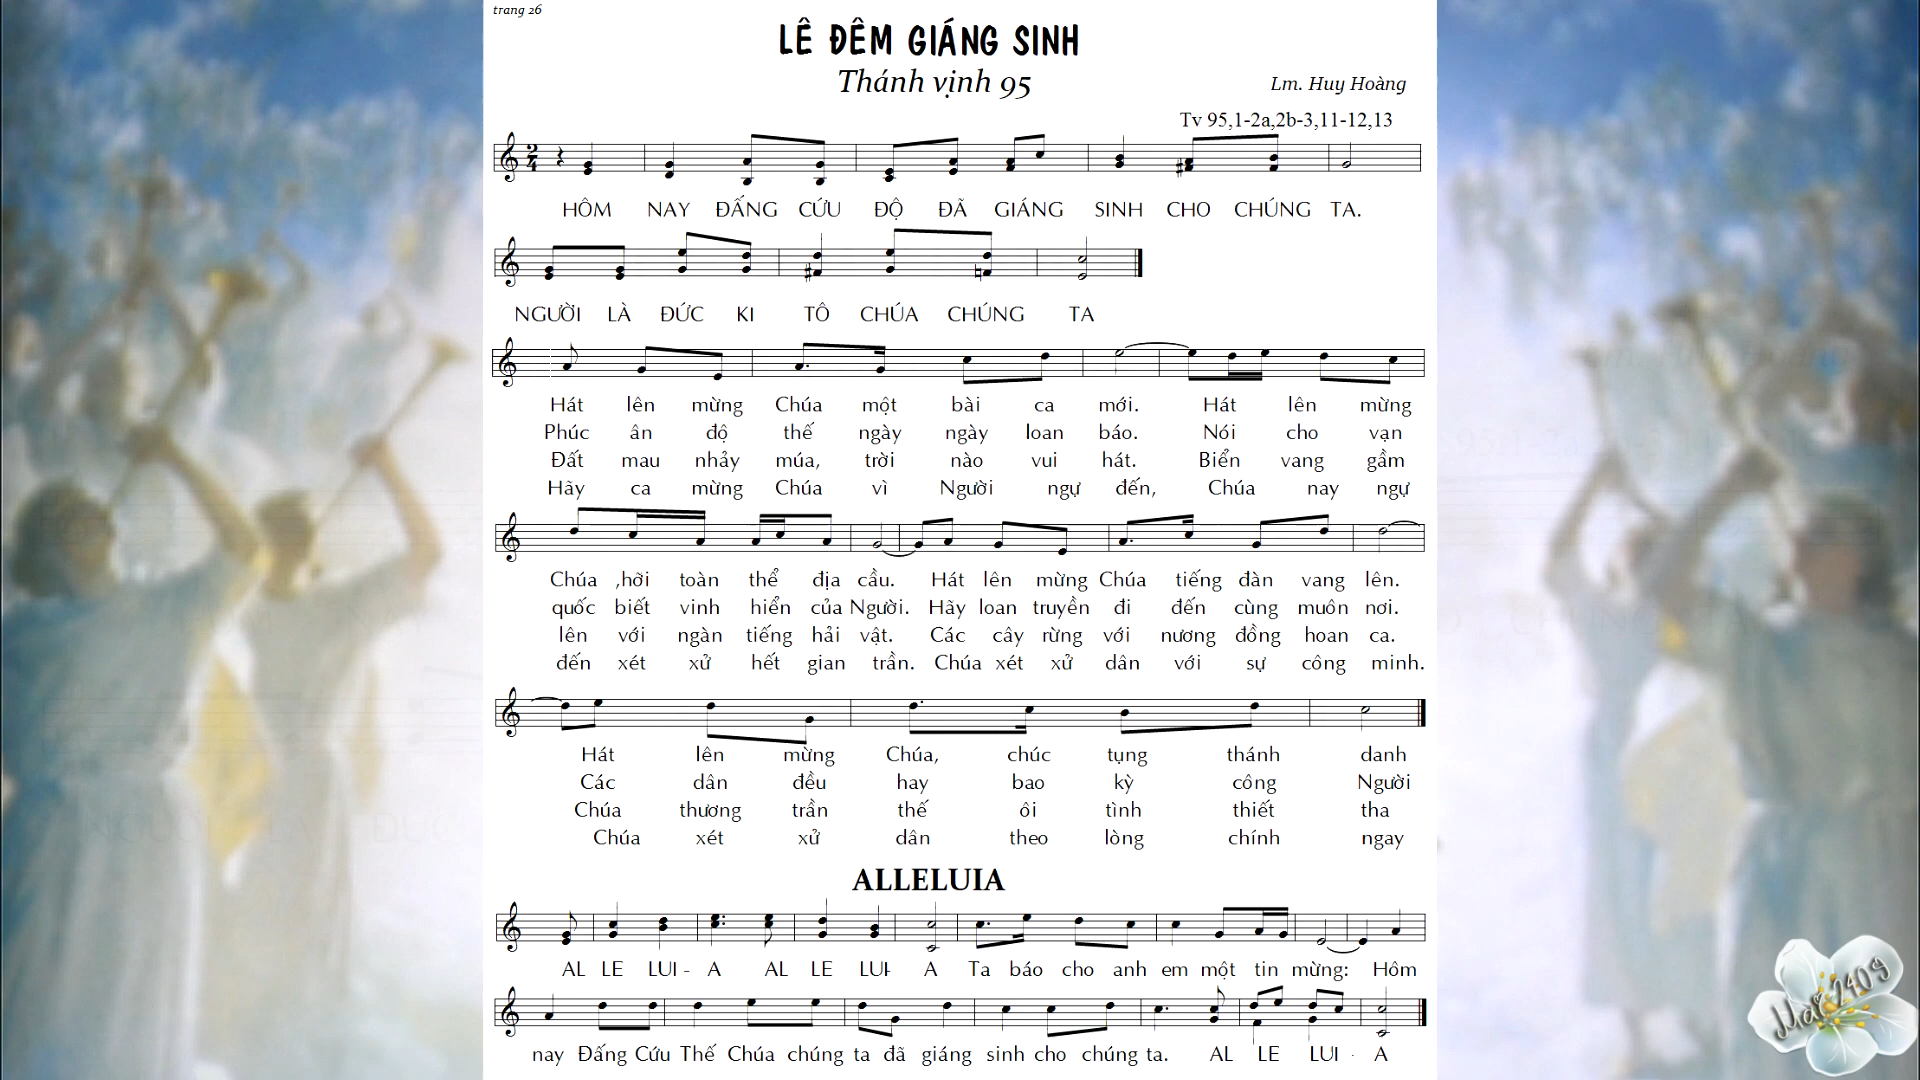 trang 26
LÊ ĐÊM GIÁNG SINH
Thánh vịnh 95
Lm. Huy Hoàng
Tv 95,1-2a,2b-3,11-12,13
HÔM NAY ĐẤNG CỨU ĐỘ ĐÃ GIÁNG SINH CHO CHÚNG TA.
NGƯỜI LÀ ĐỨC KI TÔ CHÚA CHÚNG TA
Hát lên mừng Chúa một bài ca mới. Hát lên mừng
Phúc ân độ thế ngày ngày loan báo. Nói cho vạn
Đất mau nhảy múa, trời nào vui hát. Biển vang gầm
Hãy ca mừng Chúa vì Người ngự đến, Chúa nay ngự
Chúa ,hỡi toàn thể địa cầu. Hát lên mừng Chúa tiếng đàn vang lên.
quốc biết vinh hiển của Người. Hãy loan truyền đi đến cùng muôn nơi.
lên với ngàn tiếng hải vật. Các cây rừng với nương đồng hoan ca.
đến xét xử hết gian trần. Chúa xét xử dân với sự công minh.
Hát lên mừng Chúa, chúc tụng thánh danh
Các dân đều hay bao kỳ công Người
Chúa thương trần thế ôi tình thiết tha
Chúa xét xử dân theo lòng chính ngay
ALLELUIA
AL LE LUI - A AL LE LUI- A Ta báo cho anh em một tin mừng: Hôm
nay Đấng Cứu Thế Chúa chúng ta đã giáng sinh cho chúng ta. AL LE LUI - A